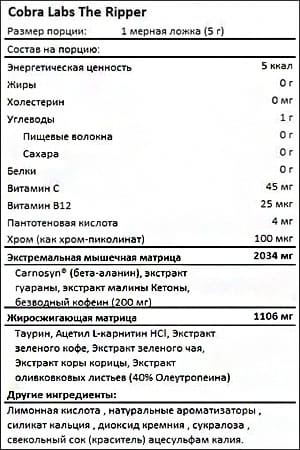 Cobra Labs The Ripper
Размер порции: 1 мерная ложка (5 г)
Состав на порцию:
Энергетическая ценность 5 ккал
Жиры 0 г
Холестерин 0 мг
Углеводы 1 г
Пищевые волокна 0 г
Сахара 0 г
Белки 0 г
Витамин С 45 мг
Витамин В12 25 мкг
Пантотеновая кислота 4 мг
Хром (как хром-пиколинат) 100 мкг
Экстремальная мышечная матрица 2034 мг
Carnosyn® (бета-аланин), экстракт
гуараны, экстракт малины Кетоны,
безводный кофеин (200 мг)
Жиросжигающая матрица 1106 мг
Таурин, Ацетил L-карнитин HCl, Экстракт
зеленого кофе, Экстракт зеленого чая,
Экстракт коры корицы, Экстракт
оливковковых листьев (40% Олеутропеина)
Другие ингредиенты:
Лимонная кислота , натуральные ароматизаторы ,
силикат кальция , диоксид кремния , сукралоза ,
свекольный сок (краситель) ацесульфам калия.